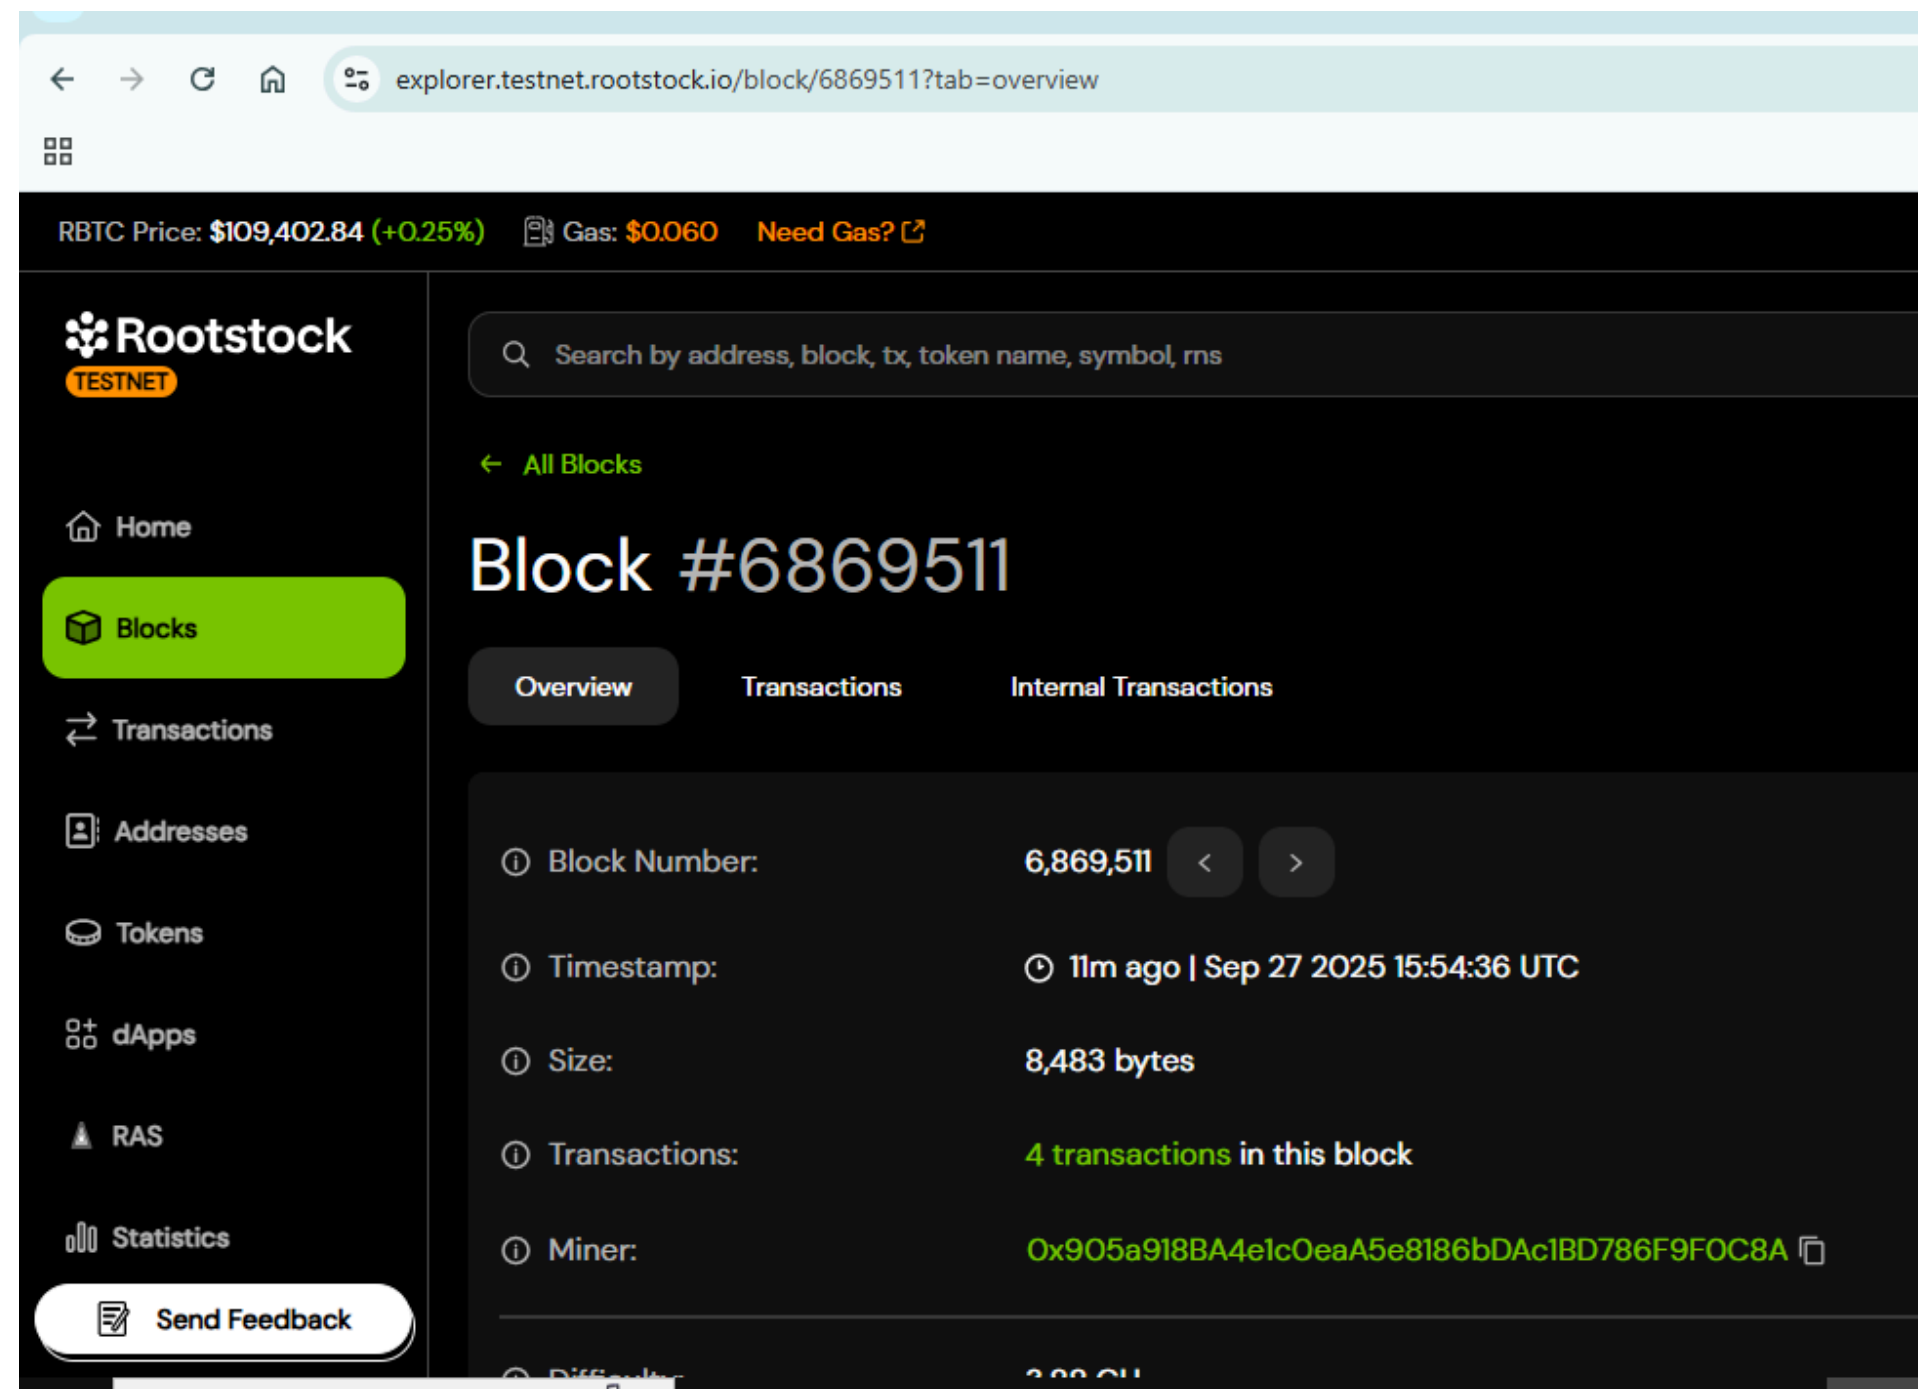 explorer.testnet.rootstock.io/block/6869511?tab=overview
RBTC Price: $109,402.84 (+0.25%) Gas: $0.060 Need Gas?
Rootstock
TESTNET
Search by address, block, tx, token name, symbol, rns
All Blocks
Home
Block #6869511
Blocks
Overview Transactions Internal Transactions
Transactions
Addresses
Block Number: 6,869,511 < >
Tokens
Timestamp: 11m ago | Sep 27 2025 15:54:36 UTC
dApps
Size: 8,483 bytes
RAS
Transactions: 4 transactions in this block
Statistics
Miner: 0x905a918BA4e1c0eaA5e8186bDAc1BD786F9F0C8A
Send Feedback